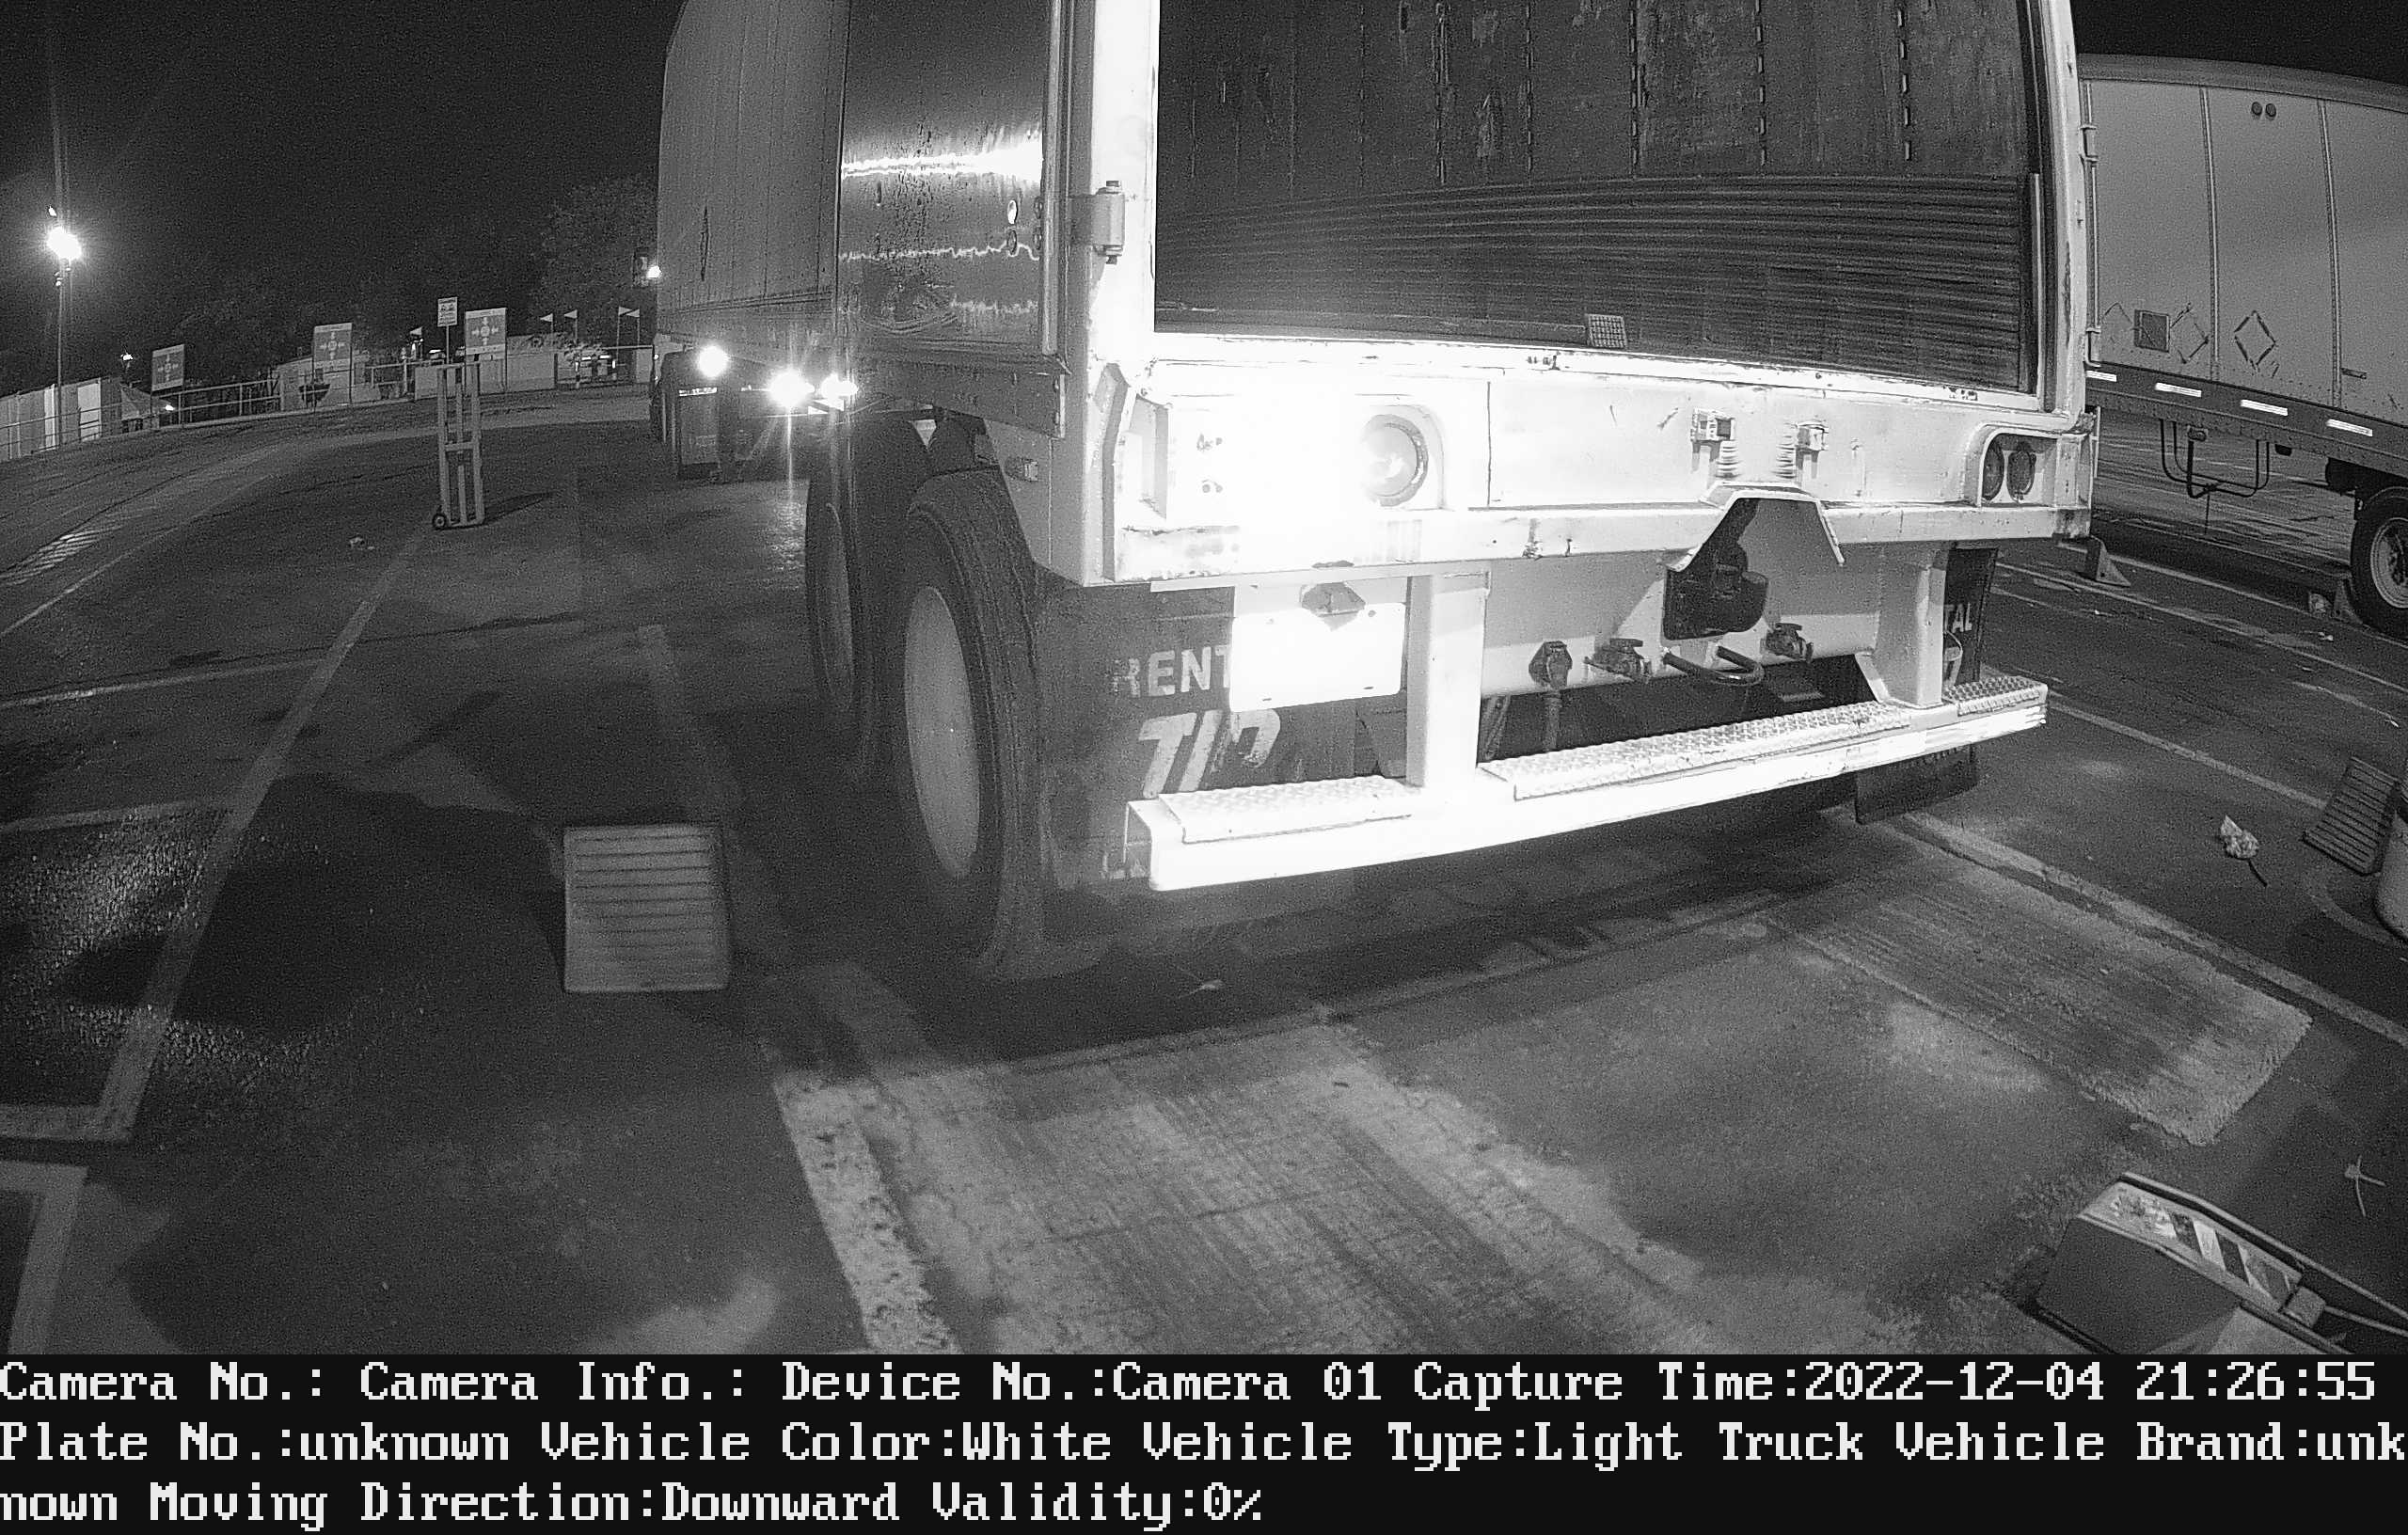 RENT
TIP
TAL
Camera No.: Camera Info.: Device No.:Camera 01 Capture Time:2022-12-04 21:26:55
Plate No.:unknown Vehicle Color:White Vehicle Type:Light Truck Vehicle Brand:unk
nown Moving Direction:Downward Validity:0%